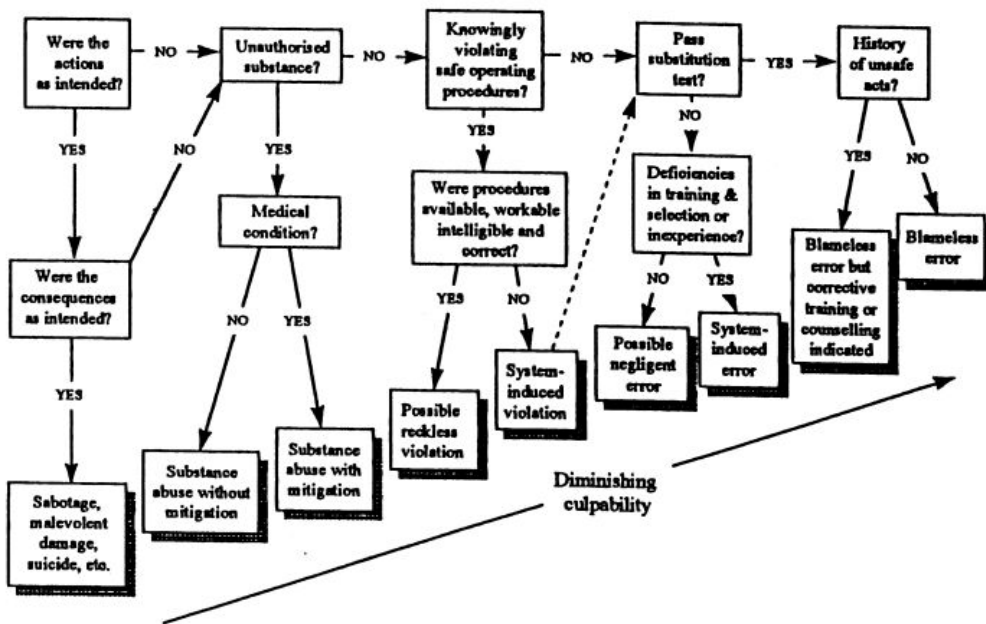 Were the
actions
as intended?
NO
Unauthorised
substance?
NO
Knowingly
violating
safe operating
procedures?
NO
Pass
substitution
test?
YES
History
of unsafe
acts?
YES
NO
YES
YES
NO
YES
NO
Medical
condition?
Were procedures
available, workable
intelligible and
correct?
Deficiencies
in training &
selection or
inexperience?
Were the
consequences
as intended?
NO
YES
YES
NO
NO
YES
Blameless
error but
corrective
training or
counselling
indicated
Blameless
error
YES
Possible
negligent
error
System-
induced
error
Possible
reckless
violation
System-
induced
violation
Substance
abuse without
mitigation
Substance
abuse with
mitigation
Sabotage,
malevolent
damage,
suicide, etc.
Diminishing
culpability